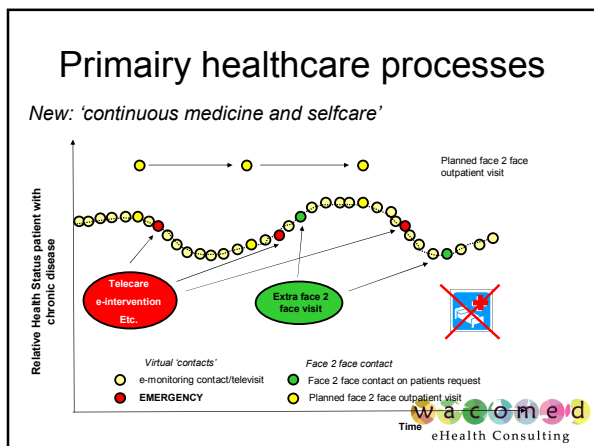 Primairy healthcare processes
New: ‘continuous medicine and selfcare’
Planned face 2 face
outpatient visit
Relative Health Status patient with
chronic disease
Telecare
e-intervention
Etc.
Extra face 2
face visit
Virtual ‘contacts’
Face 2 face contact
e-monitoring contact/televisit
Face 2 face contact on patients request
EMERGENCY
Planned face 2 face outpatient visit
Time
wacomed
eHealth Consulting